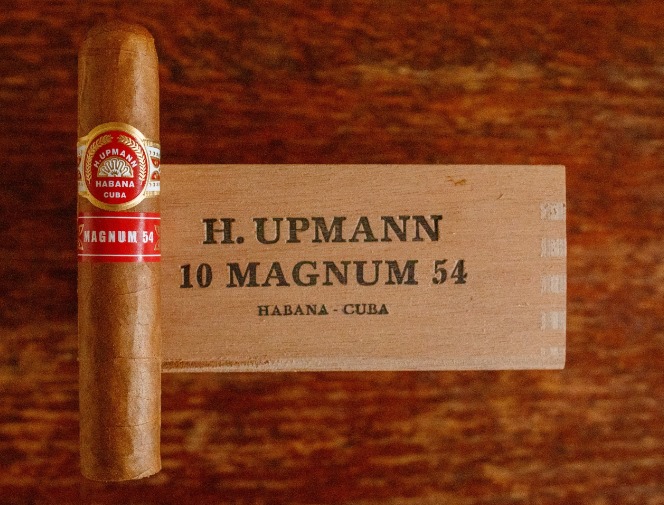 H. UPMANN
HABANA
CUBA
MAGNUM 54
H. UPMANN
10 MAGNUM 54
HABANA - CUBA